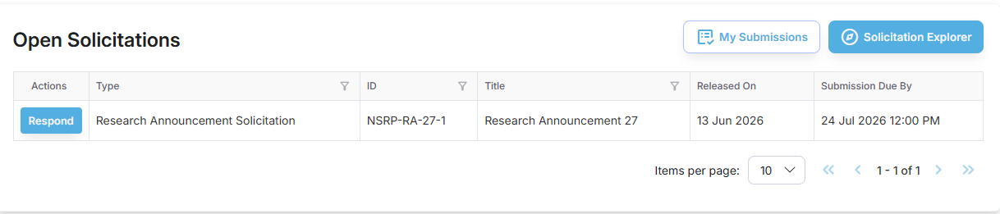 Open Solicitations
My Submissions
Solicitation Explorer
Actions Type ID Title Released On Submission Due By
Respond Research Announcement Solicitation NSRP-RA-27-1 Research Announcement 27 13 Jun 2026 24 Jul 2026 12:00 PM
Items per page: 10 1 - 1 of 1